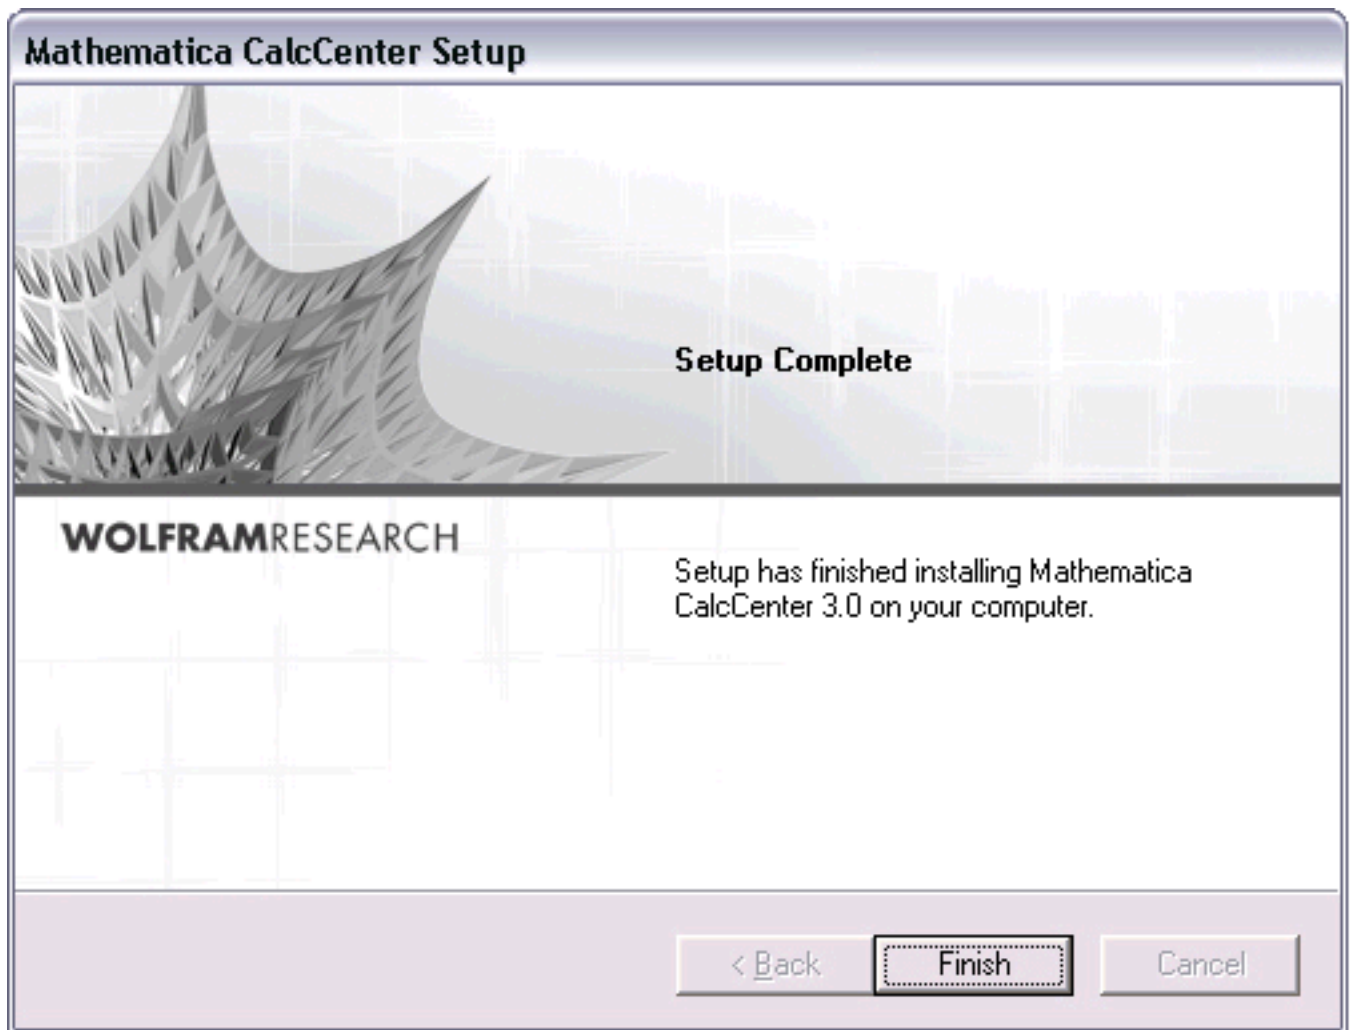 Mathematica CalcCenter Setup
Setup Complete
WOLFRAMRESEARCH
Setup has finished installing Mathematica
CalcCenter 3.0 on your computer.
< Back
Finish
Cancel